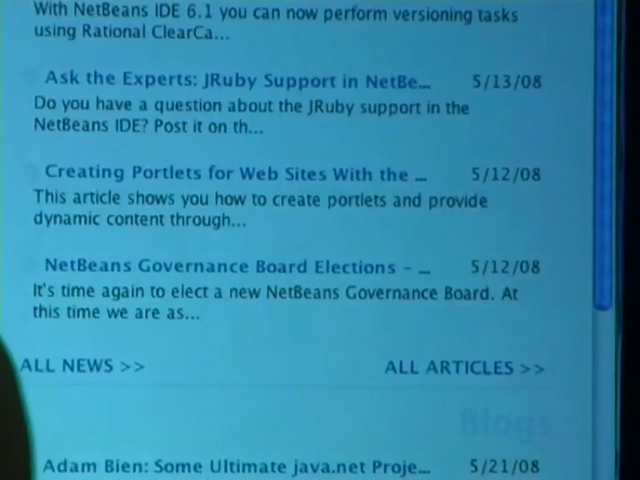 With NetBeans IDE 6.1 you can now perform versioning tasks
using Rational ClearCa...
Ask the Experts: JRuby Support in NetBe... 5/13/08
Do you have a question about the JRuby support in the
NetBeans IDE? Post it on th...
Creating Portlets for Web Sites With the ... 5/12/08
This article shows you how to create portlets and provide
dynamic content through...
NetBeans Governance Board Elections - ... 5/12/08
It's time again to elect a new NetBeans Governance Board. At
this time we are as...
ALL NEWS >> ALL ARTICLES >>
Blogs
Adam Bien: Some Ultimate java.net Proje... 5/21/08